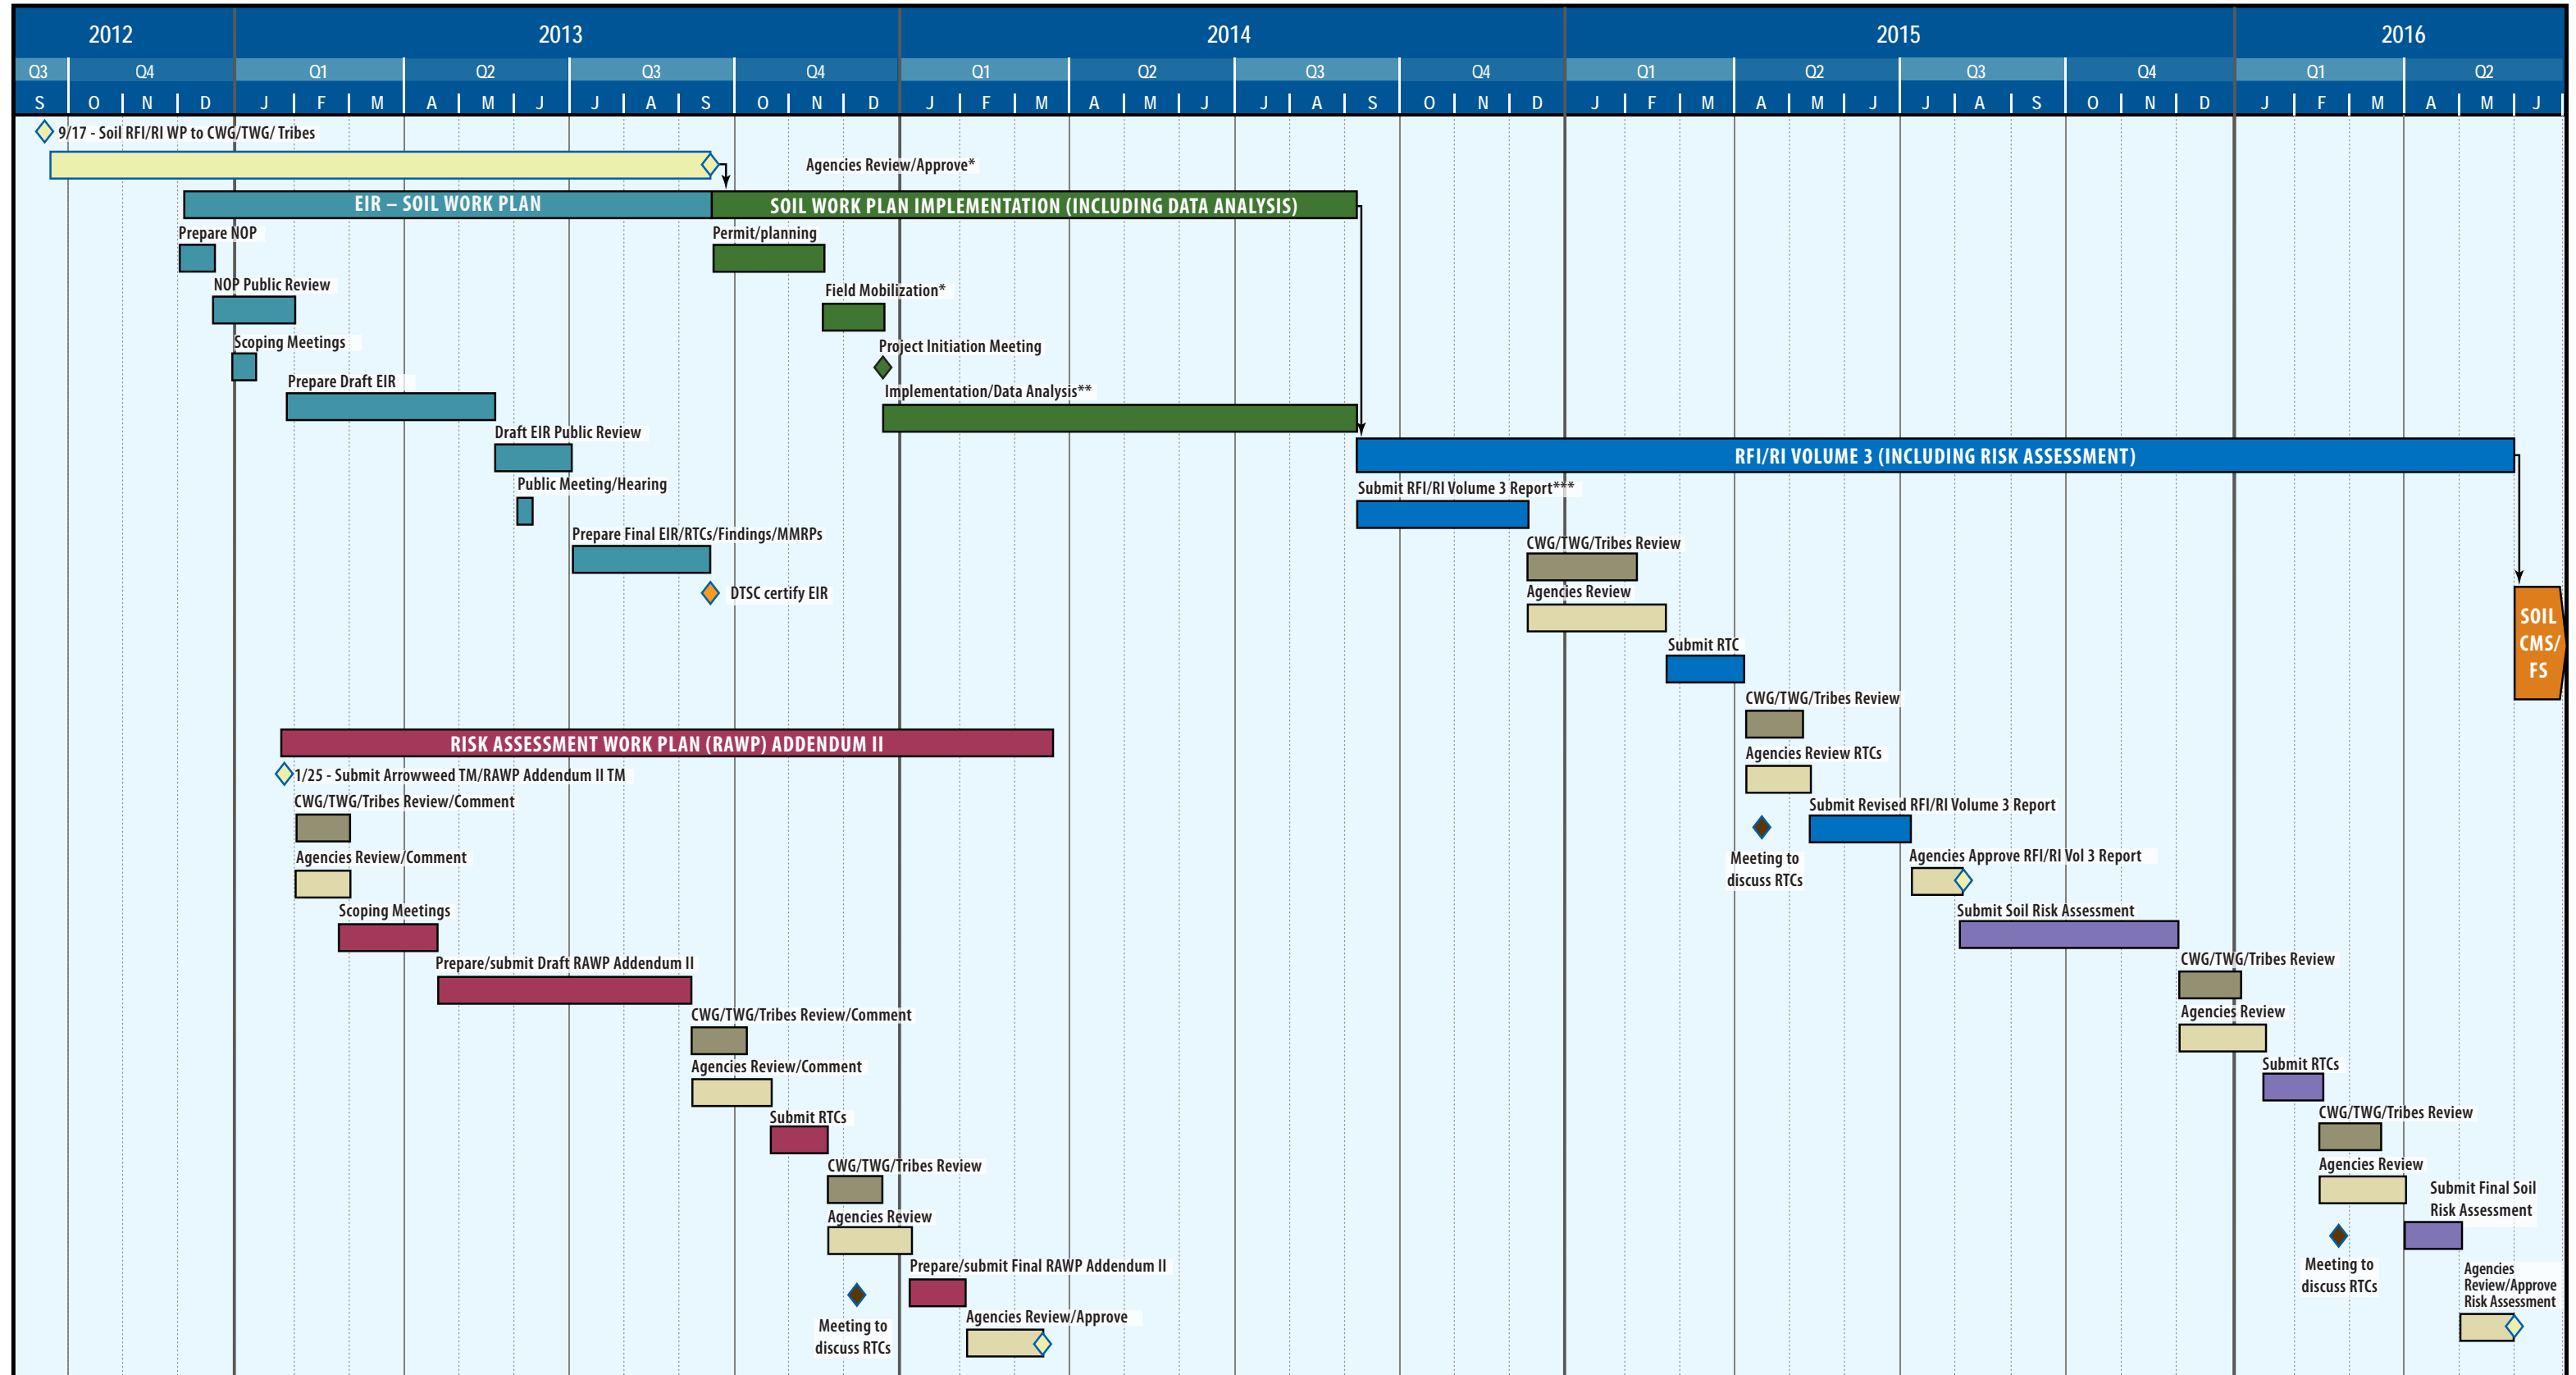 2012 2013 2014 2015 2016
Q3 Q4 Q1 Q2 Q3 Q4 Q1 Q2 Q3 Q4 Q1 Q2 Q3 Q4 Q1 Q2
S O N D J F M A M J J A S O N D J F M A M J J A S O N D J F M A M J J A S O N D J F M A M J
9/17 - Soil RFI/RI WP to CWG/TWG/ Tribes
Agencies Review/Approve*
EIR – SOIL WORK PLAN
SOIL WORK PLAN IMPLEMENTATION (INCLUDING DATA ANALYSIS)
Prepare NOP
Permit/planning
NOP Public Review
Field Mobilization*
Scoping Meetings
Project Initiation Meeting
Prepare Draft EIR
Implementation/Data Analysis**
Draft EIR Public Review
RFI/RI VOLUME 3 (INCLUDING RISK ASSESSMENT)
Public Meeting/Hearing
Submit RFI/RI Volume 3 Report***
Prepare Final EIR/RTCs/Findings/MMRPs
CWG/TWG/Tribes Review
DTSC certify EIR
Agencies Review
SOIL
CMS/
FS
Submit RTC
CWG/TWG/Tribes Review
RISK ASSESSMENT WORK PLAN (RAWP) ADDENDUM II
Agencies Review RTCs
1/25 - Submit Arrowweed TM/RAWP Addendum II TM
CWG/TWG/Tribes Review/Comment
Submit Revised RFI/RI Volume 3 Report
Meeting to
discuss RTCs
Agencies Review/Comment
Agencies Approve RFI/RI Vol 3 Report
Scoping Meetings
Submit Soil Risk Assessment
Prepare/submit Draft RAWP Addendum II
CWG/TWG/Tribes Review
CWG/TWG/Tribes Review/Comment
Agencies Review
Agencies Review/Comment
Submit RTCs
Submit RTCs
CWG/TWG/Tribes Review
CWG/TWG/Tribes Review
Agencies Review
Agencies Review
Submit Final Soil
Risk Assessment
Prepare/submit Final RAWP Addendum II
Meeting to
discuss RTCs
Agencies
Review/Approve
Risk Assessment
Agencies Review/Approve
Meeting to
discuss RTCs